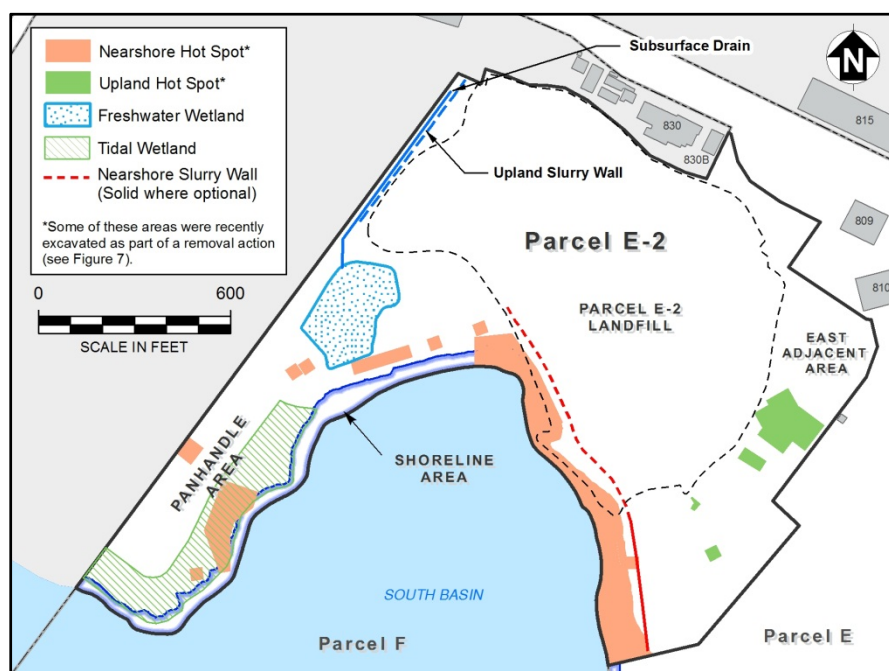 Nearshore Hot Spot*
Upland Hot Spot*
Freshwater Wetland
Tidal Wetland
Nearshore Slurry Wall
(Solid where optional)
*Some of these areas were recently
excavated as part of a removal action
(see Figure 7).
0
600
SCALE IN FEET
Subsurface Drain
N
830
830B
815
Upland Slurry Wall
809
810
Parcel E-2
PARCEL E-2
LANDFILL
EAST
ADJACENT
AREA
PANHANDLE
AREA
SHORELINE
AREA
SOUTH BASIN
Parcel F
Parcel E